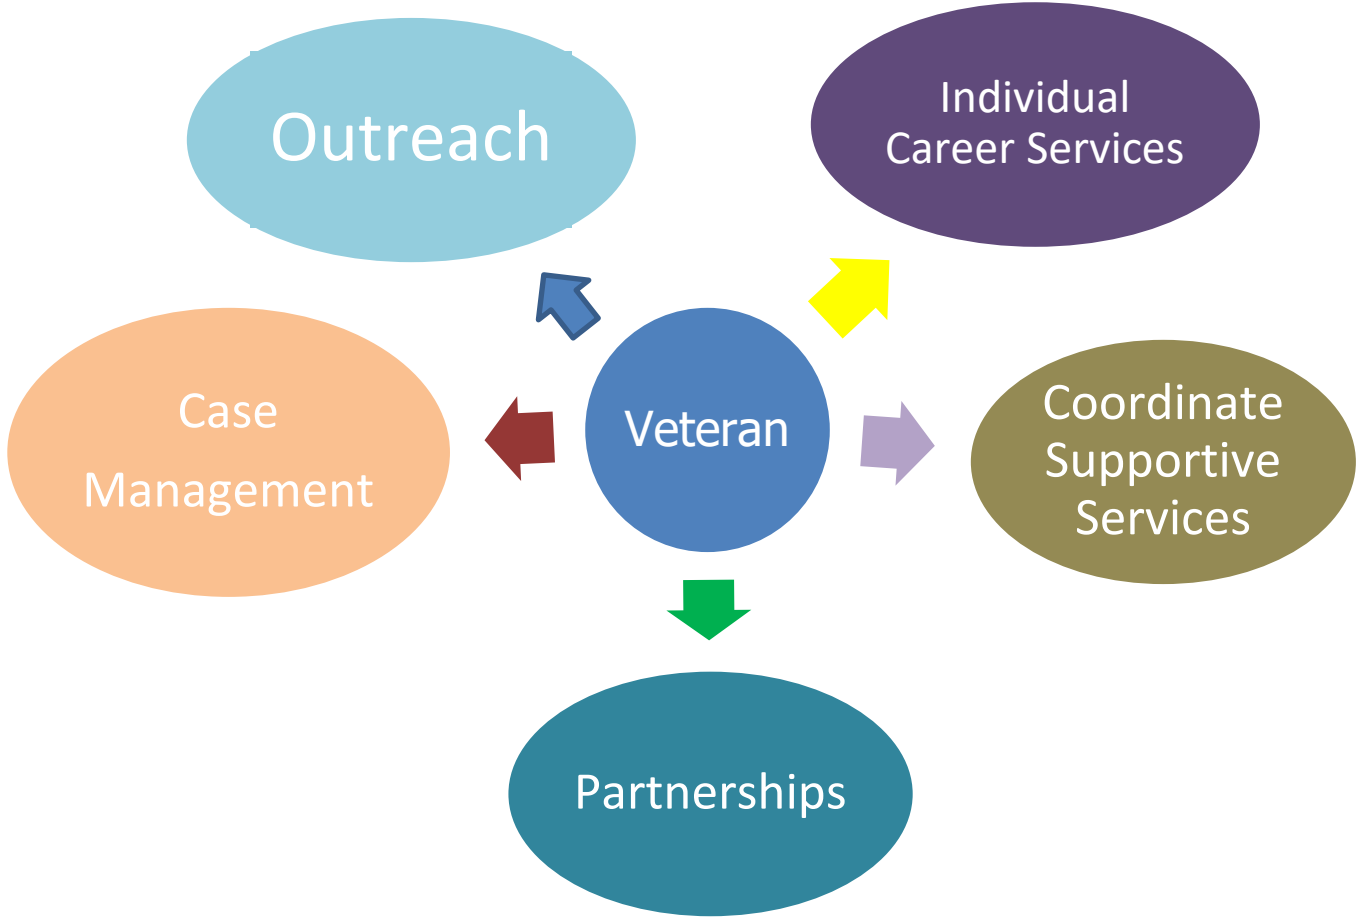 Outreach
Individual
Career Services
Case
Management
Veteran
Coordinate
Supportive
Services
Partnerships